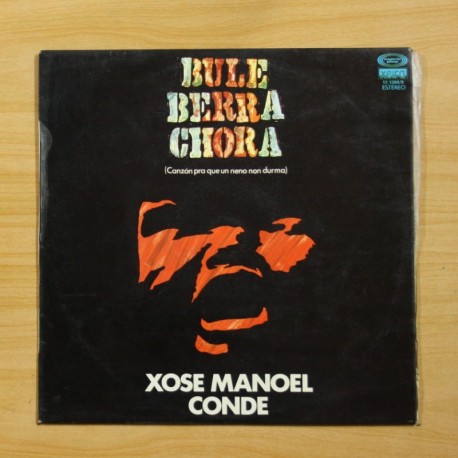 BULE
BERRA
CHORA
(Canzón pra que un neno non durma)
ESTEREO
XOSE MANOEL
CONDE